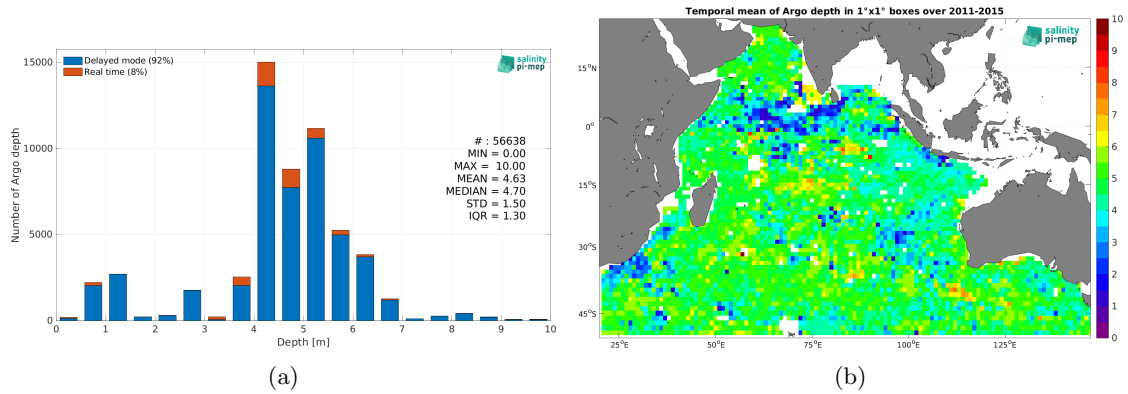 Delayed mode (92%)
Real time (8%)
salinity
pi-mep
# : 56638
MIN = 0.00
MAX = 10.00
MEAN = 4.63
MEDIAN = 4.70
STD = 1.50
IQR = 1.30
Number of Argo depth
15000
10000
5000
0
0 1 2 3 4 5 6 7 8 9 10
Depth [m]
(a)
Temporal mean of Argo depth in 1°x1° boxes over 2011-2015
salinity
pi-mep
15°N
0°
15°S
30°S
45°S
25°E 50°E 75°E 100°E 125°E
10
9
8
7
6
5
4
3
2
1
0
(b)